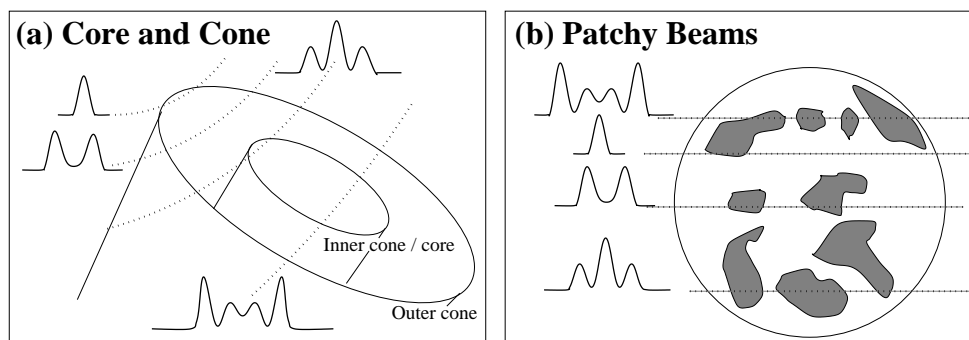 (a) Core and Cone
Inner cone / core
Outer cone
(b) Patchy Beams